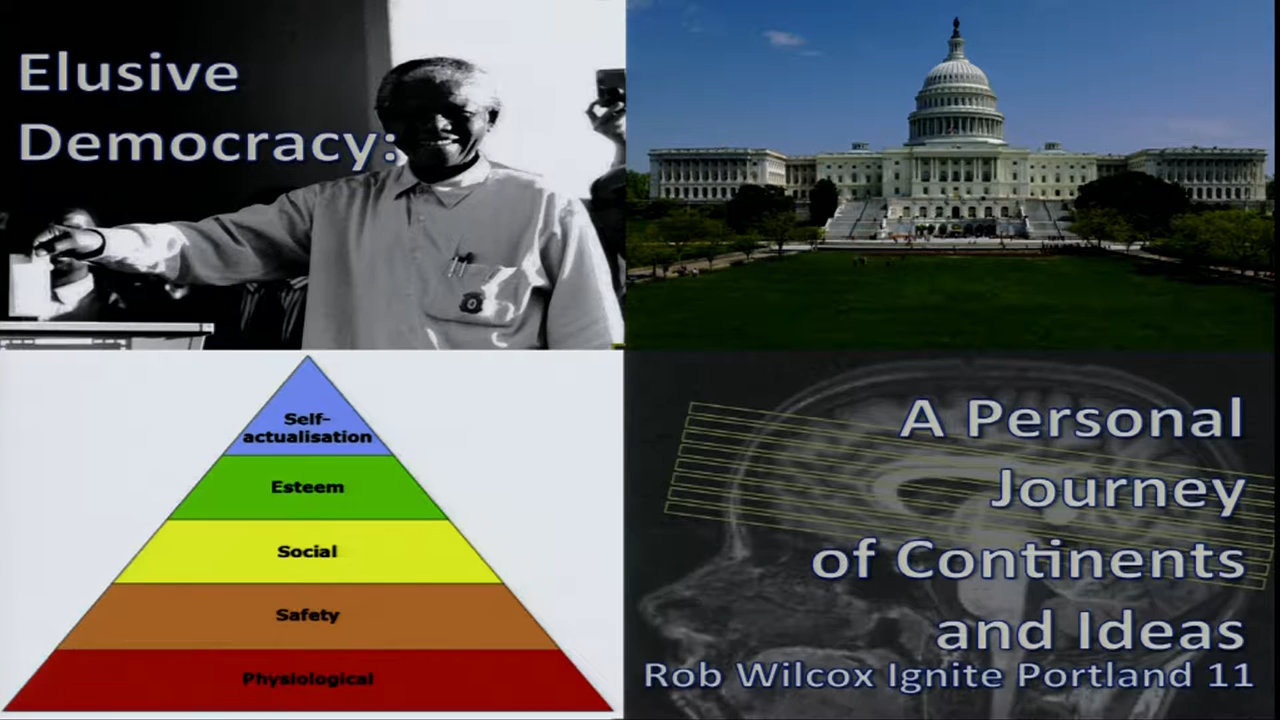 Elusive
Democracy:
Self-
actualisation
Esteem
Social
Safety
Physiological
A Personal
Journey
of Continents
and Ideas
Rob Wilcox Ignite Portland 11